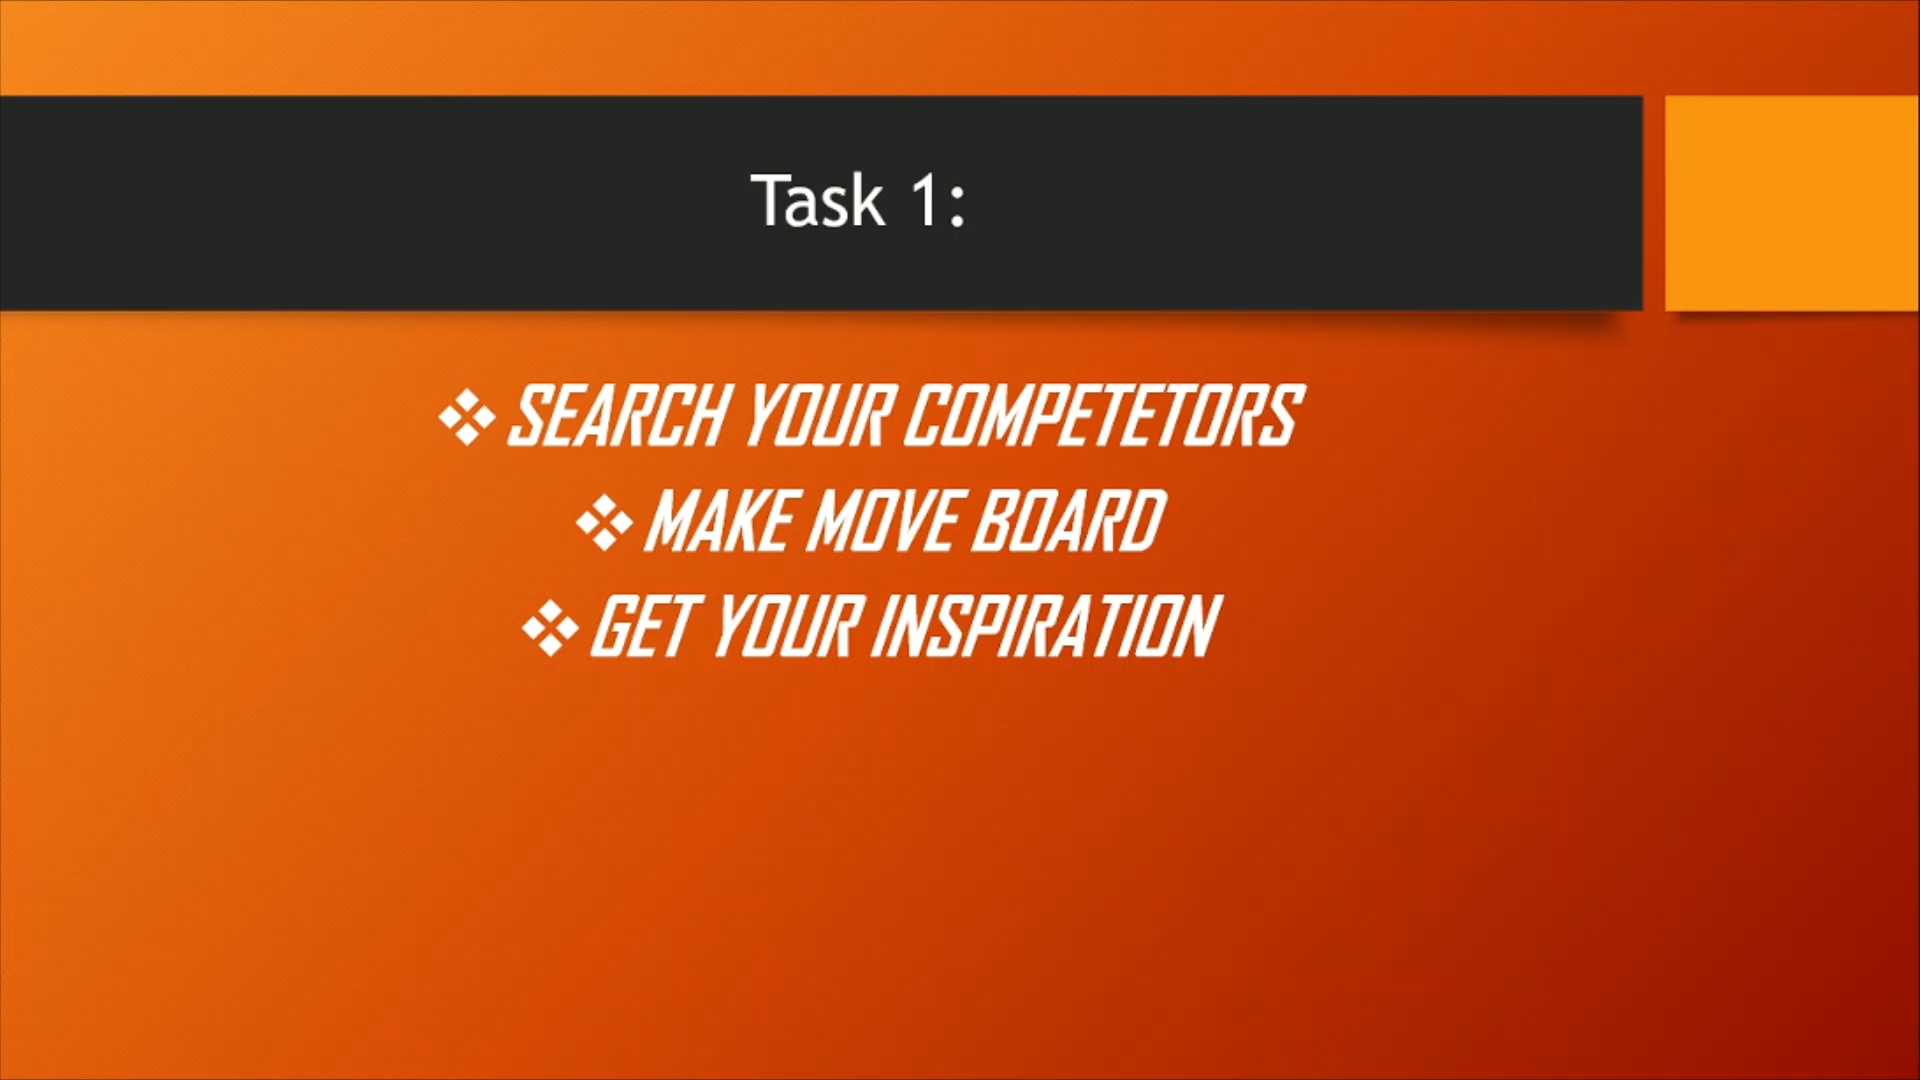 Task 1:
❖ SEARCH YOUR COMPETETORS
❖ MAKE MOVE BOARD
❖ GET YOUR INSPIRATION